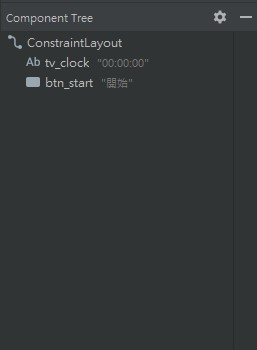 Component Tree
ConstraintLayout
Ab tv_clock "00:00:00"
btn_start "開始"